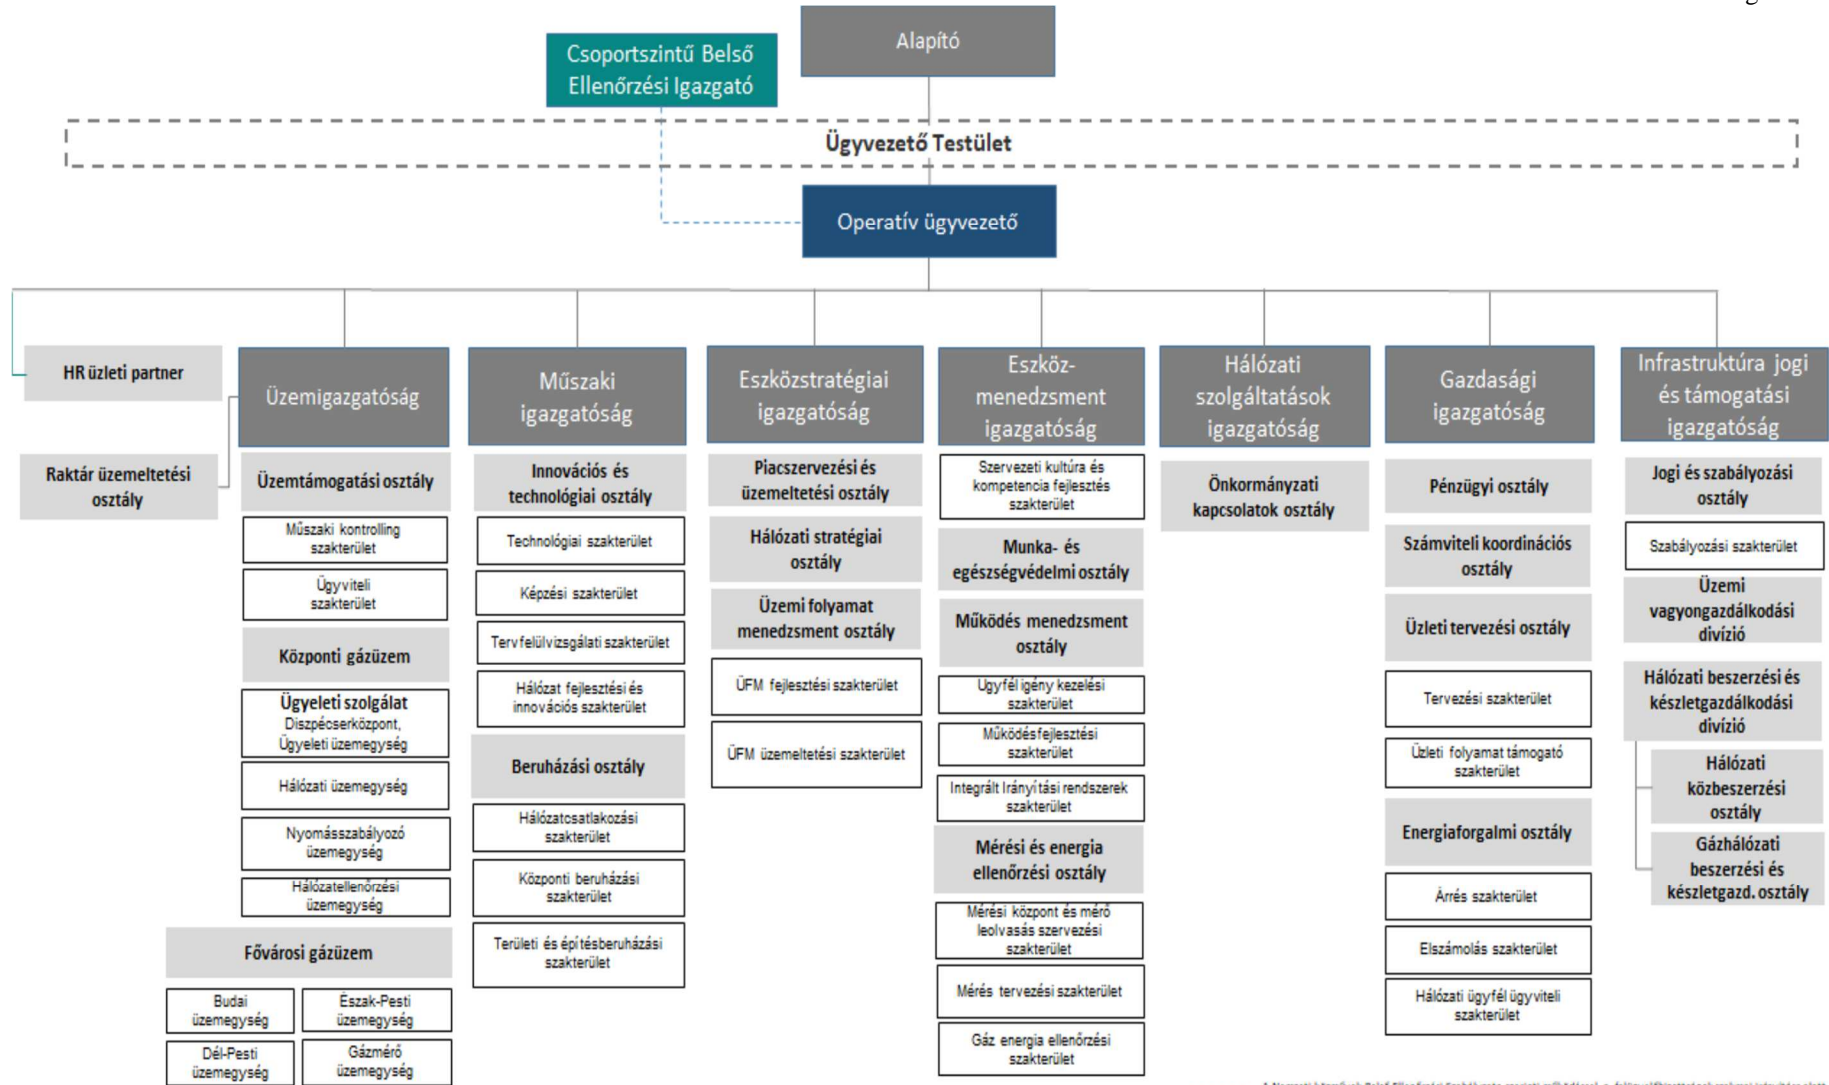 Alapító
Csoportszintű Belső
Ellenőrzési Igazgató
Ügyvezető Testület
Operatív ügyvezető
HR üzleti partner
Raktár üzemeltetési
osztály
Üzemigazgatóság
Üzemtámogatási osztály
Műszaki kontrolling
szakterület
Ügyviteli
szakterület
Központi gázüzem
Ügyeleti szolgálat
Diszpécserközpont,
Ügyeleti üzemegység
Hálózati üzemegység
Nyomásszabályozó
üzemegység
Hálózatellenőrzési
üzemegység
Fővárosi gázüzem
Budai
üzemegység
Észak-Pesti
üzemegység
Dél-Pesti
üzemegység
Gázmérő
üzemegység
Műszaki
igazgatóság
Innovációs és
technológiai osztály
Technológiai szakterület
Képzési szakterület
Tervfelülvizsgálati szakterület
Hálózat fejlesztési és
innovációs szakterület
Beruházási osztály
Hálózatcsatlakozási
szakterület
Központi beruházási
szakterület
Területi és építésberuházási
szakterület
Eszközstratégiai
igazgatóság
Piacszervezési és
üzemeltetési osztály
Hálózati stratégiai
osztály
Üzemi folyamat
menedzsment osztály
ÜFM fejlesztési szakterület
ÜFM üzemeltetési szakterület
Eszköz-
menedzsment
igazgatóság
Szervezeti kultúra és
kompetencia fejlesztés
szakterület
Munka- és
egészségvédelmi osztály
Működés menedzsment
osztály
Ügyfél igény kezelési
szakterület
Működésfejlesztési
szakterület
Integrált Irányítási rendszerek
szakterület
Mérési és energia
ellenőrzési osztály
Mérési központ és mérő
leolvasás szervezési
szakterület
Mérés tervezési szakterület
Gáz energia ellenőrzési
szakterület
Hálózati
szolgáltatások
igazgatóság
Önkormányzati
kapcsolatok osztály
Gazdasági
igazgatóság
Pénzügyi osztály
Számviteli koordinációs
osztály
Üzleti tervezési osztály
Tervezési szakterület
Üzleti folyamat támogató
szakterület
Energiaforgalmi osztály
Árrés szakterület
Elszámolás szakterület
Hálózati ügyfél ügyviteli
szakterület
Infrastruktúra jogi
és támogatási
igazgatóság
Jogi és szabályozási
osztály
Szabályozási szakterület
Üzemi
vagyongazdálkodási
divízió
Hálózati beszerzési és
készletgazdálkodási
divízió
Hálózati
közbeszerzési
osztály
Gázhálózati
beszerzési és
készletgazd. osztály